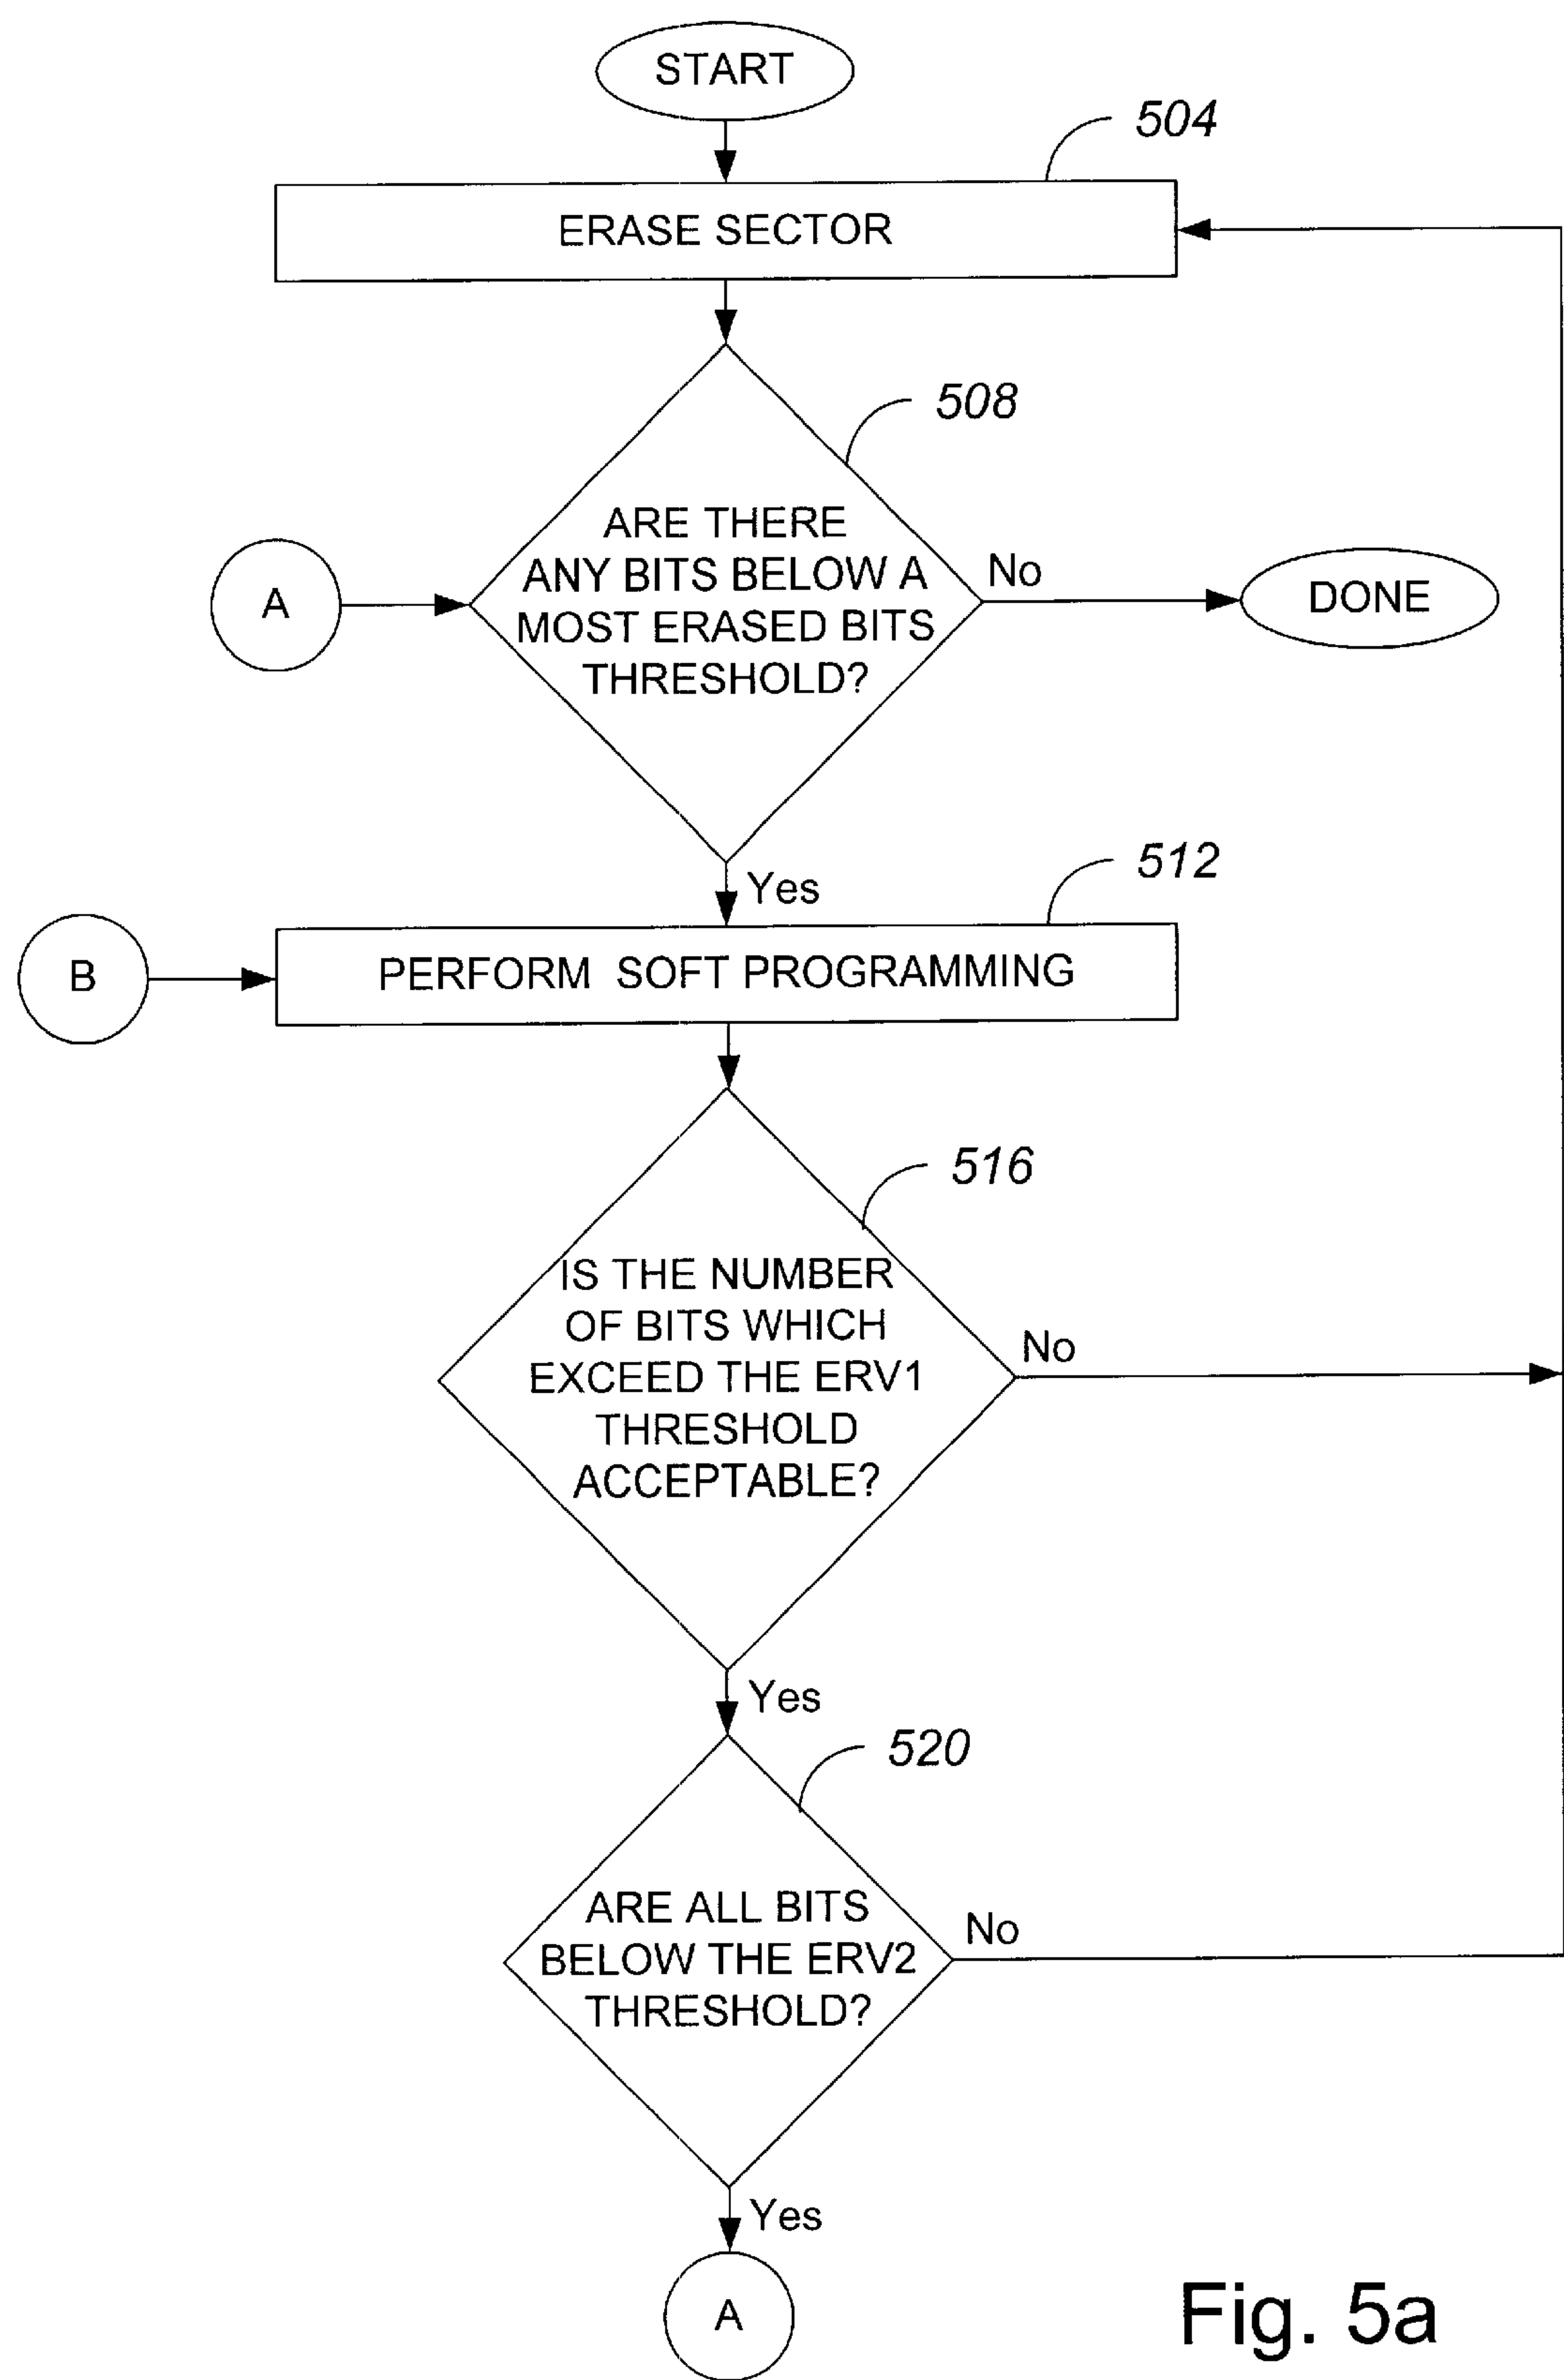 START
504
ERASE SECTOR
508
ARE THERE
ANY BITS BELOW A
MOST ERASED BITS
THRESHOLD?
No
DONE
A
Yes
512
B
PERFORM SOFT PROGRAMMING
516
IS THE NUMBER
OF BITS WHICH
EXCEED THE ERV1
THRESHOLD
ACCEPTABLE?
No
Yes
520
ARE ALL BITS
BELOW THE ERV2
THRESHOLD?
No
Yes
A
Fig. 5a